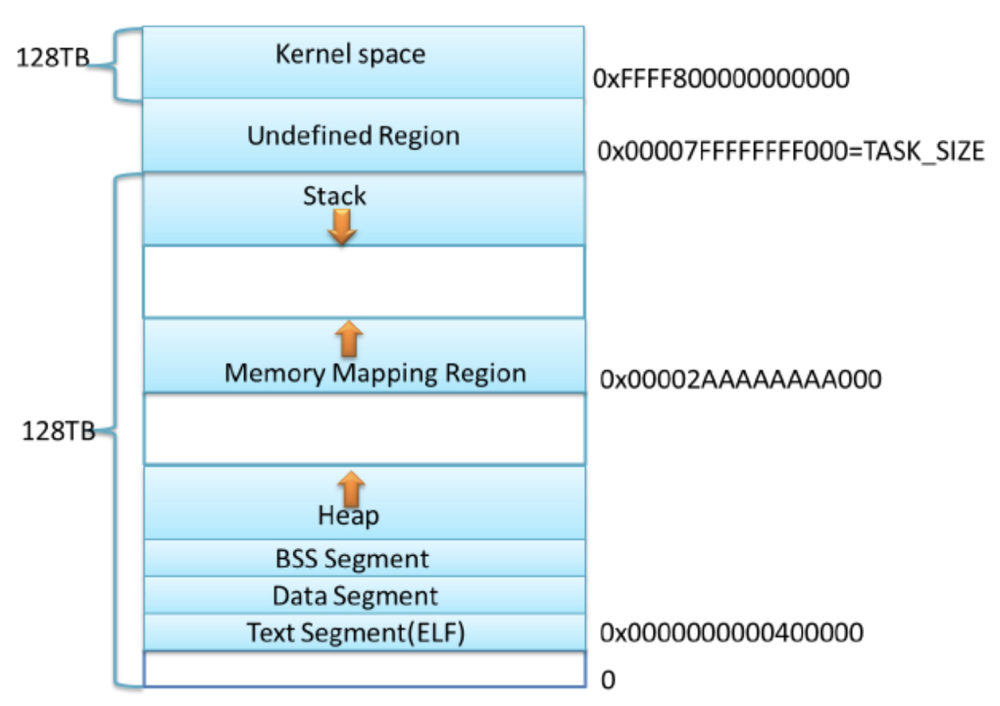 128TB
Kernel space
0xFFFF800000000000
Undefined Region
0x00007FFFFFFFF000=TASK_SIZE
Stack
Memory Mapping Region
0x00002AAAAAAAA000
128TB
Heap
BSS Segment
Data Segment
Text Segment(ELF)
0x0000000000400000
0